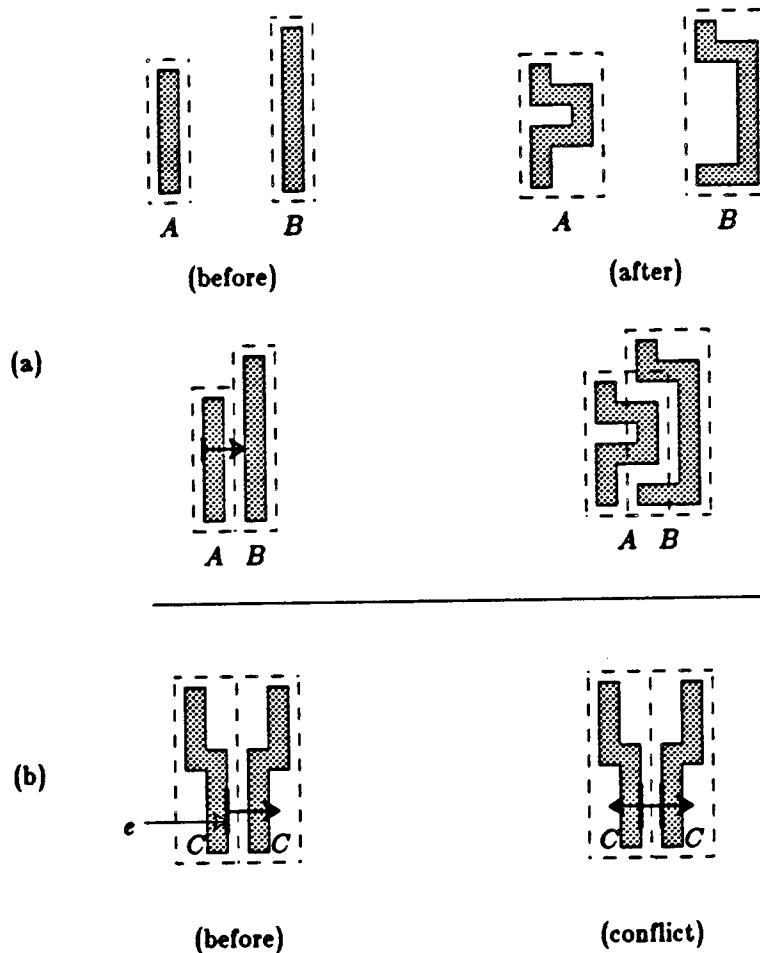 A B A B
(before) (after)
(a)
A B A B
(b)
e C C C C
(before) (conflict)